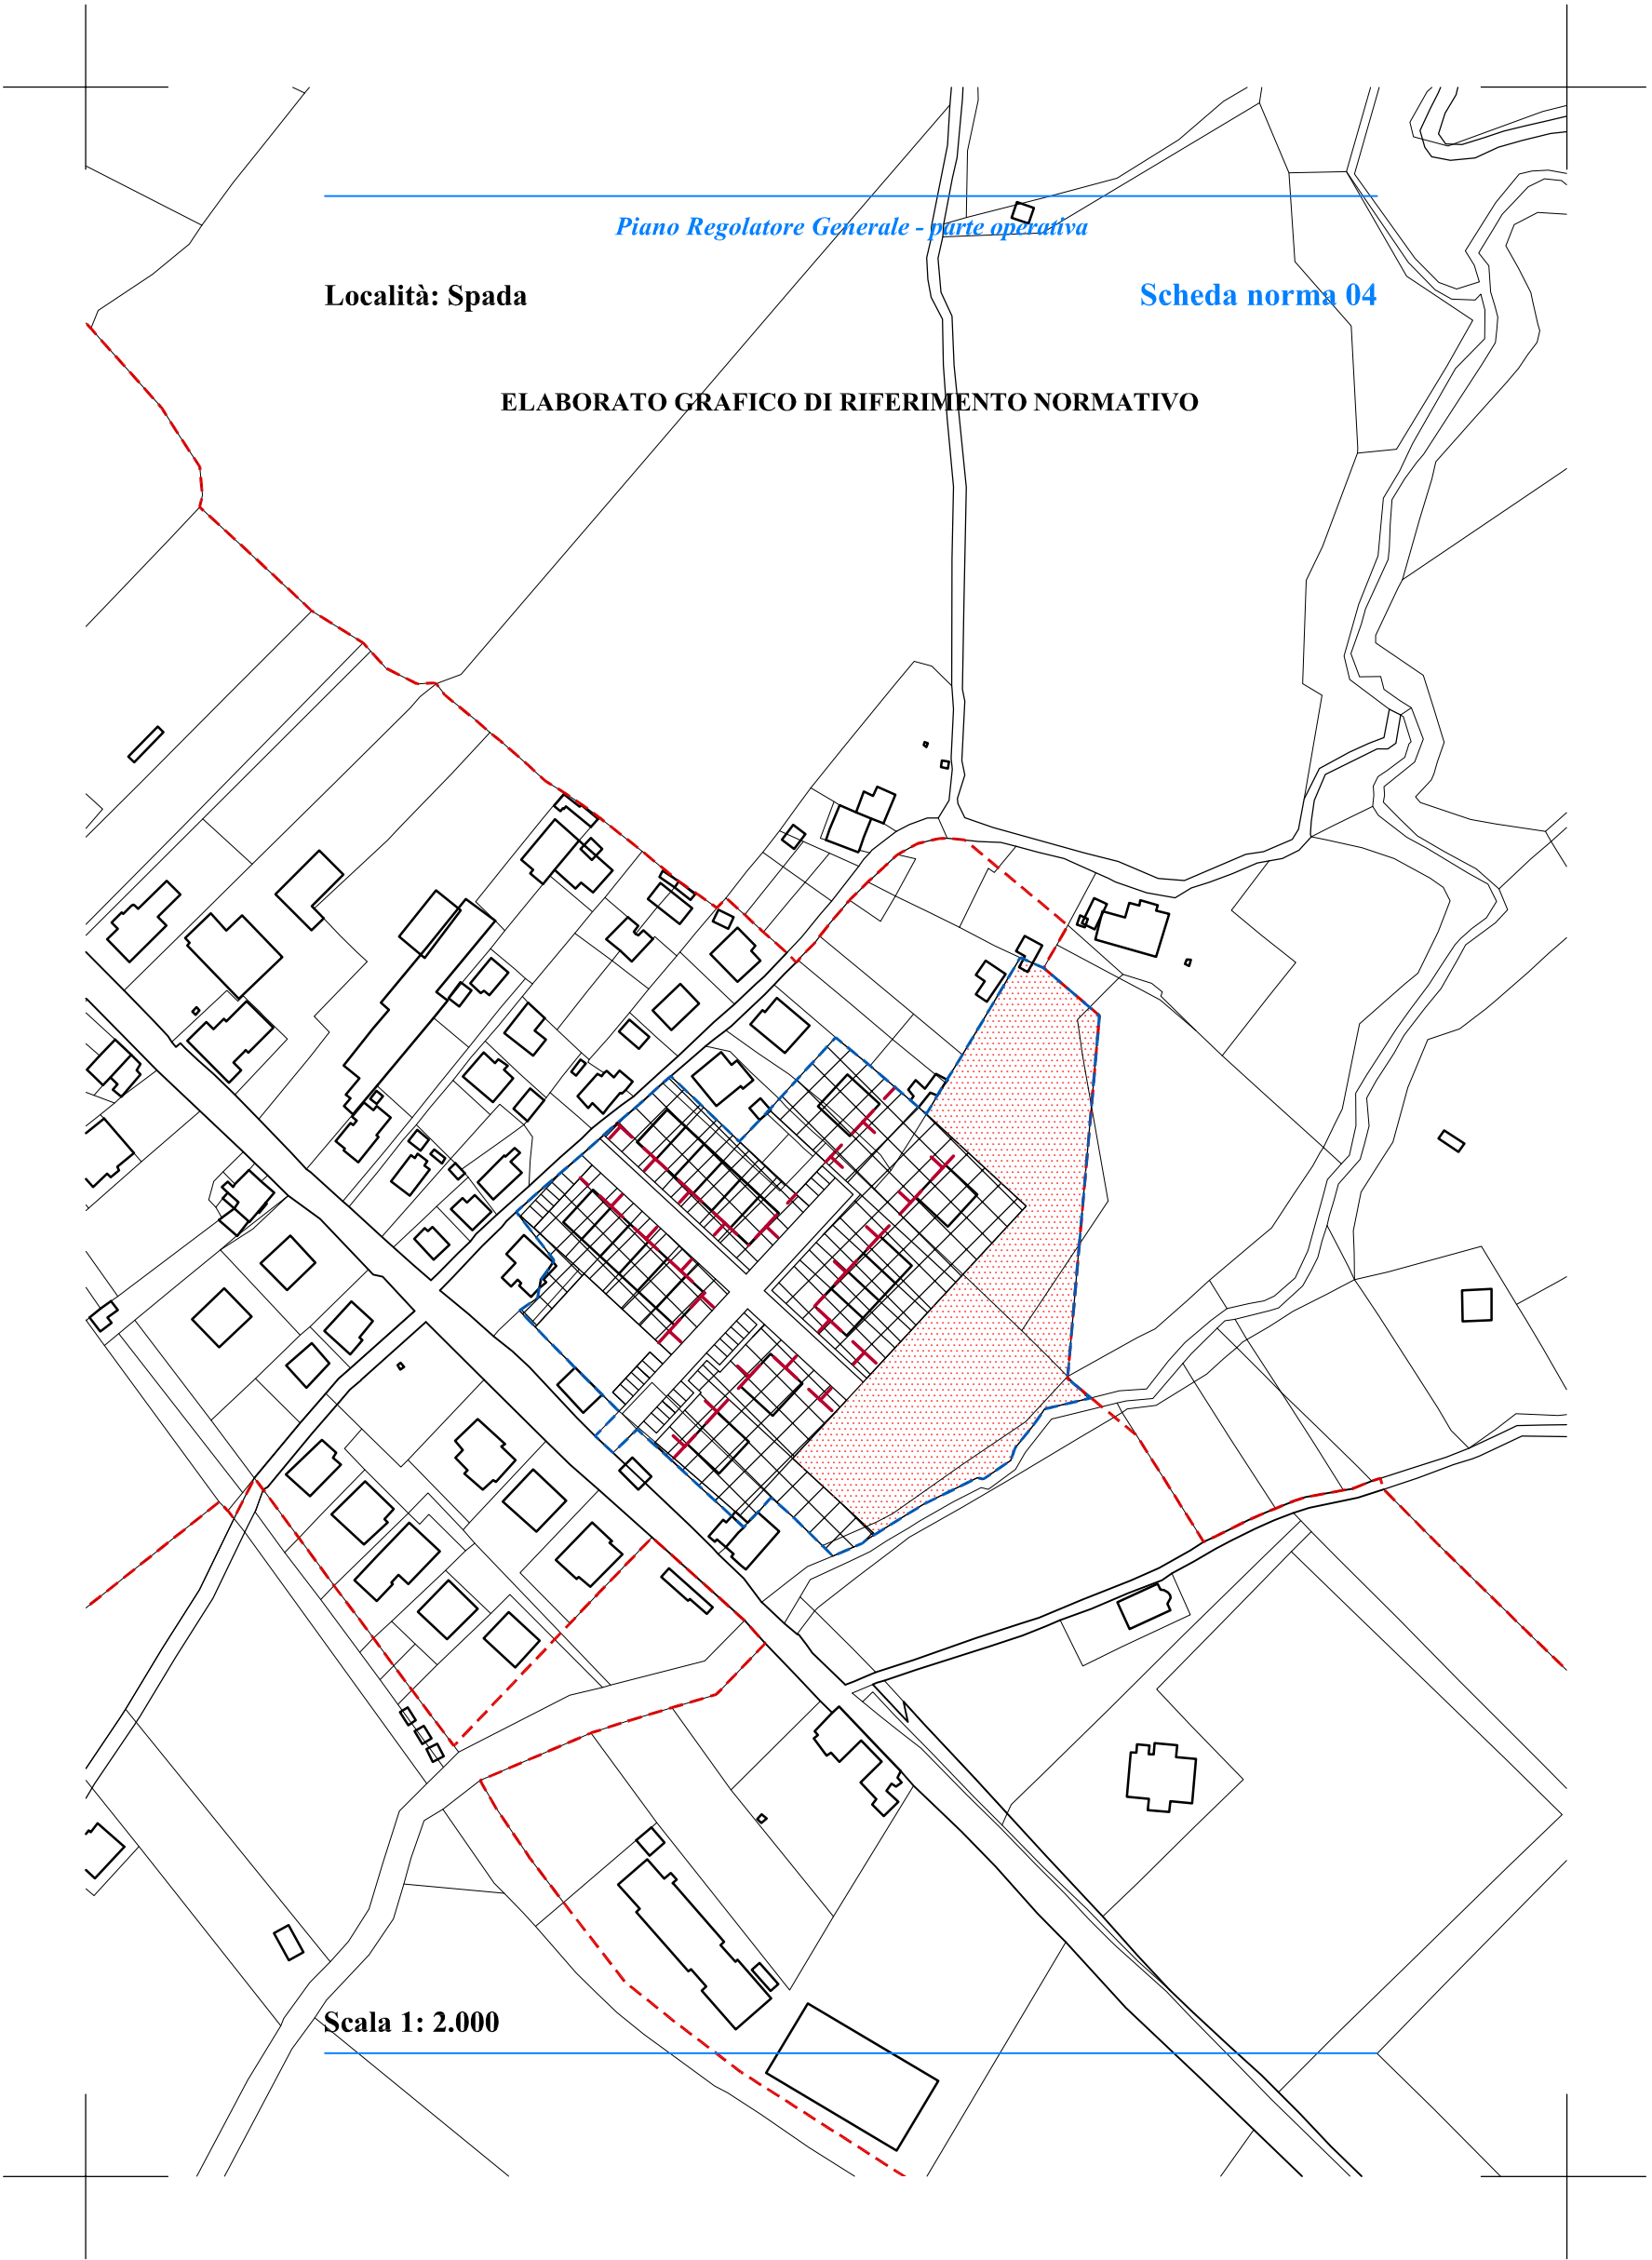 Piano Regolatore Generale - parte operativa
Località: Spada
Scheda norma 04
ELABORATO GRAFICO DI RIFERIMENTO NORMATIVO
Scala 1: 2.000